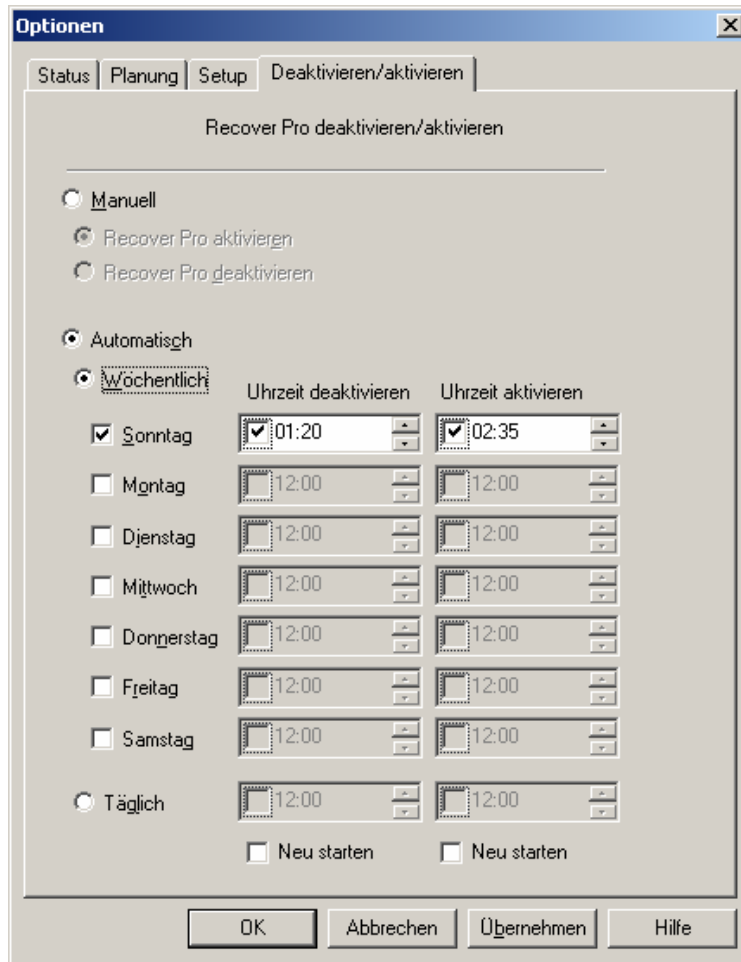 Optionen
Status Planung Setup Deaktivieren/aktivieren
Recover Pro deaktivieren/aktivieren
Manuell
Recover Pro aktivieren
Recover Pro deaktivieren
Automatisch
Wöchentlich
Uhrzeit deaktivieren Uhrzeit aktivieren
Sonntag 01:20 02:35
Montag 12:00 12:00
Dienstag 12:00 12:00
Mittwoch 12:00 12:00
Donnerstag 12:00 12:00
Freitag 12:00 12:00
Samstag 12:00 12:00
Täglich 12:00 12:00
Neu starten Neu starten
OK Abbrechen Übernehmen Hilfe